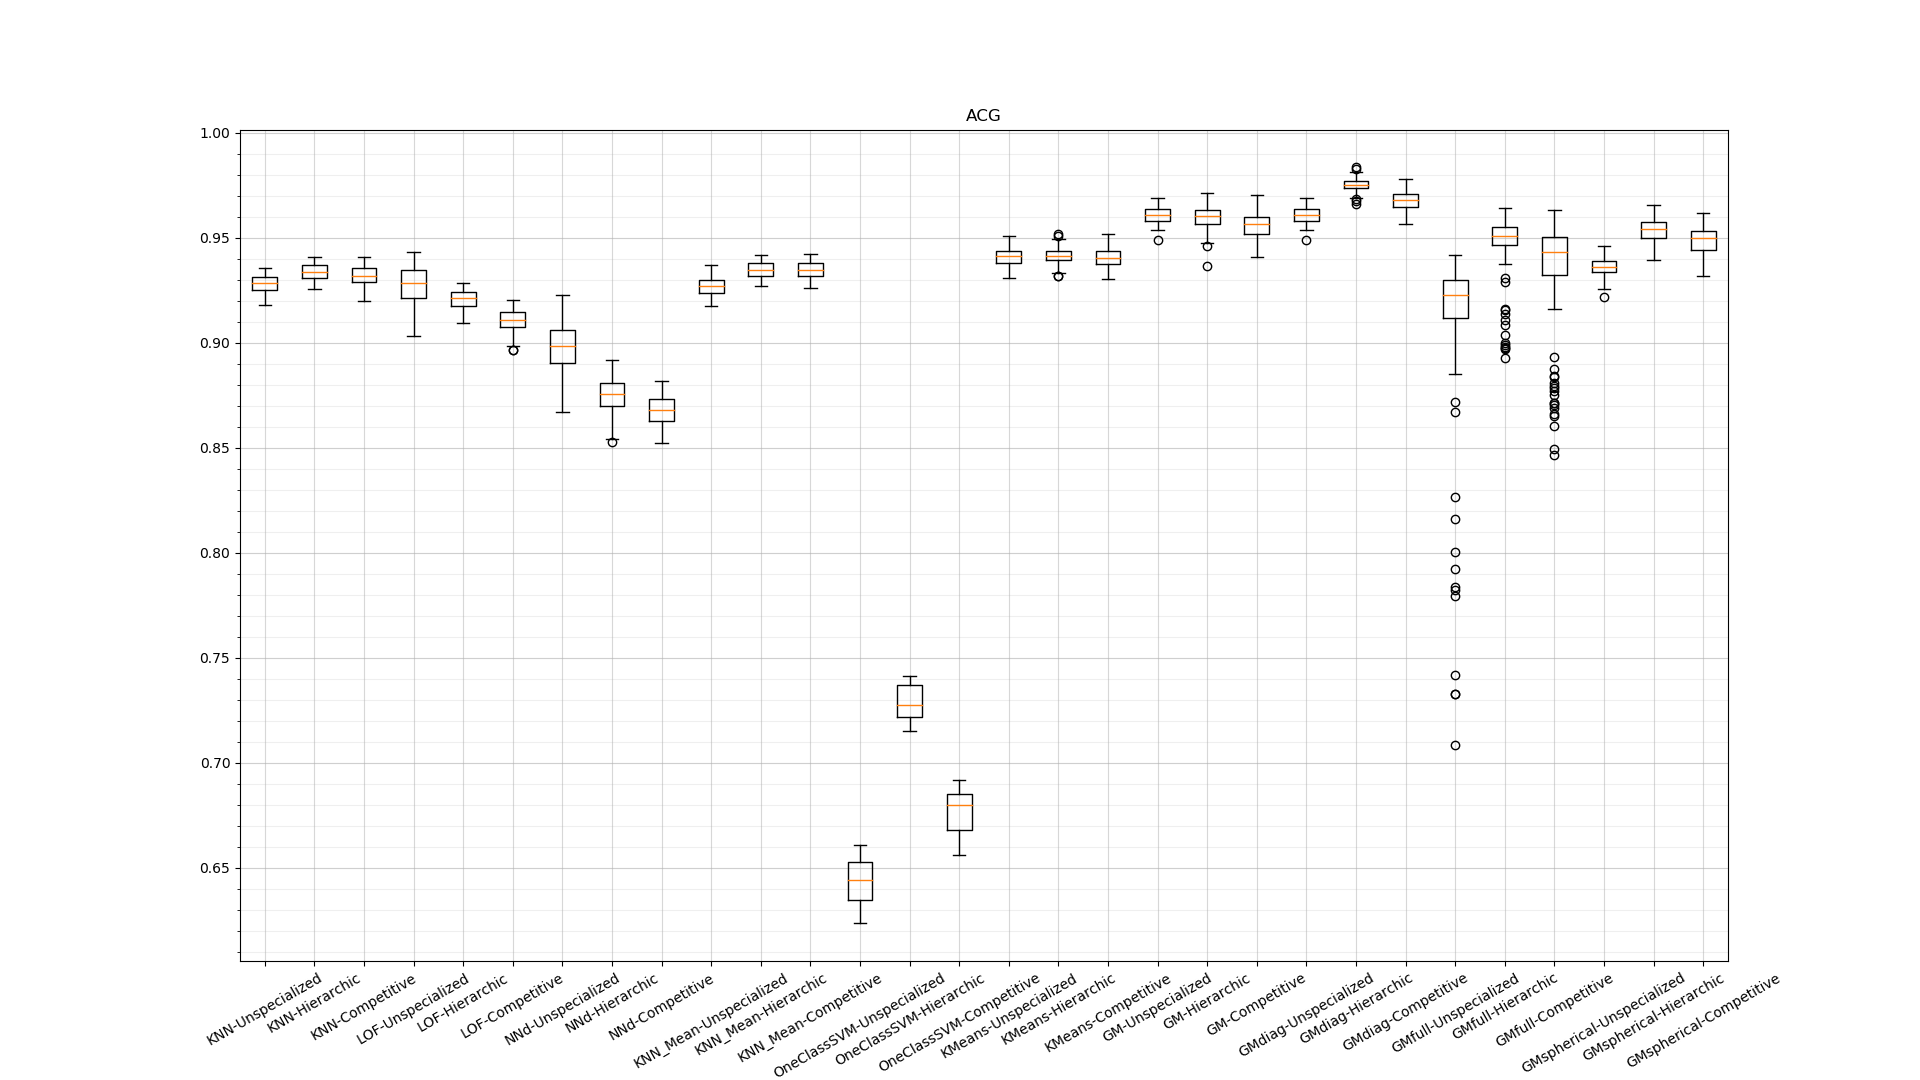 ACG
1.00
0.95
0.90
0.85
0.80
0.75
0.70
0.65
KNN-Unspecialized
KNN-Hierarchic
KNN-Competitive
LOF-Unspecialized
LOF-Hierarchic
LOF-Competitive
NNd-Unspecialized
NNd-Hierarchic
NNd-Competitive
KNN_Mean-Unspecialized
KNN_Mean-Hierarchic
KNN_Mean-Competitive
OneClassSVM-Unspecialized
OneClassSVM-Hierarchic
OneClassSVM-Competitive
KMeans-Unspecialized
KMeans-Hierarchic
KMeans-Competitive
GM-Unspecialized
GM-Hierarchic
GM-Competitive
GMdiag-Unspecialized
GMdiag-Hierarchic
GMdiag-Competitive
GMfull-Unspecialized
GMfull-Hierarchic
GMfull-Competitive
GMspherical-Unspecialized
GMspherical-Hierarchic
GMspherical-Competitive